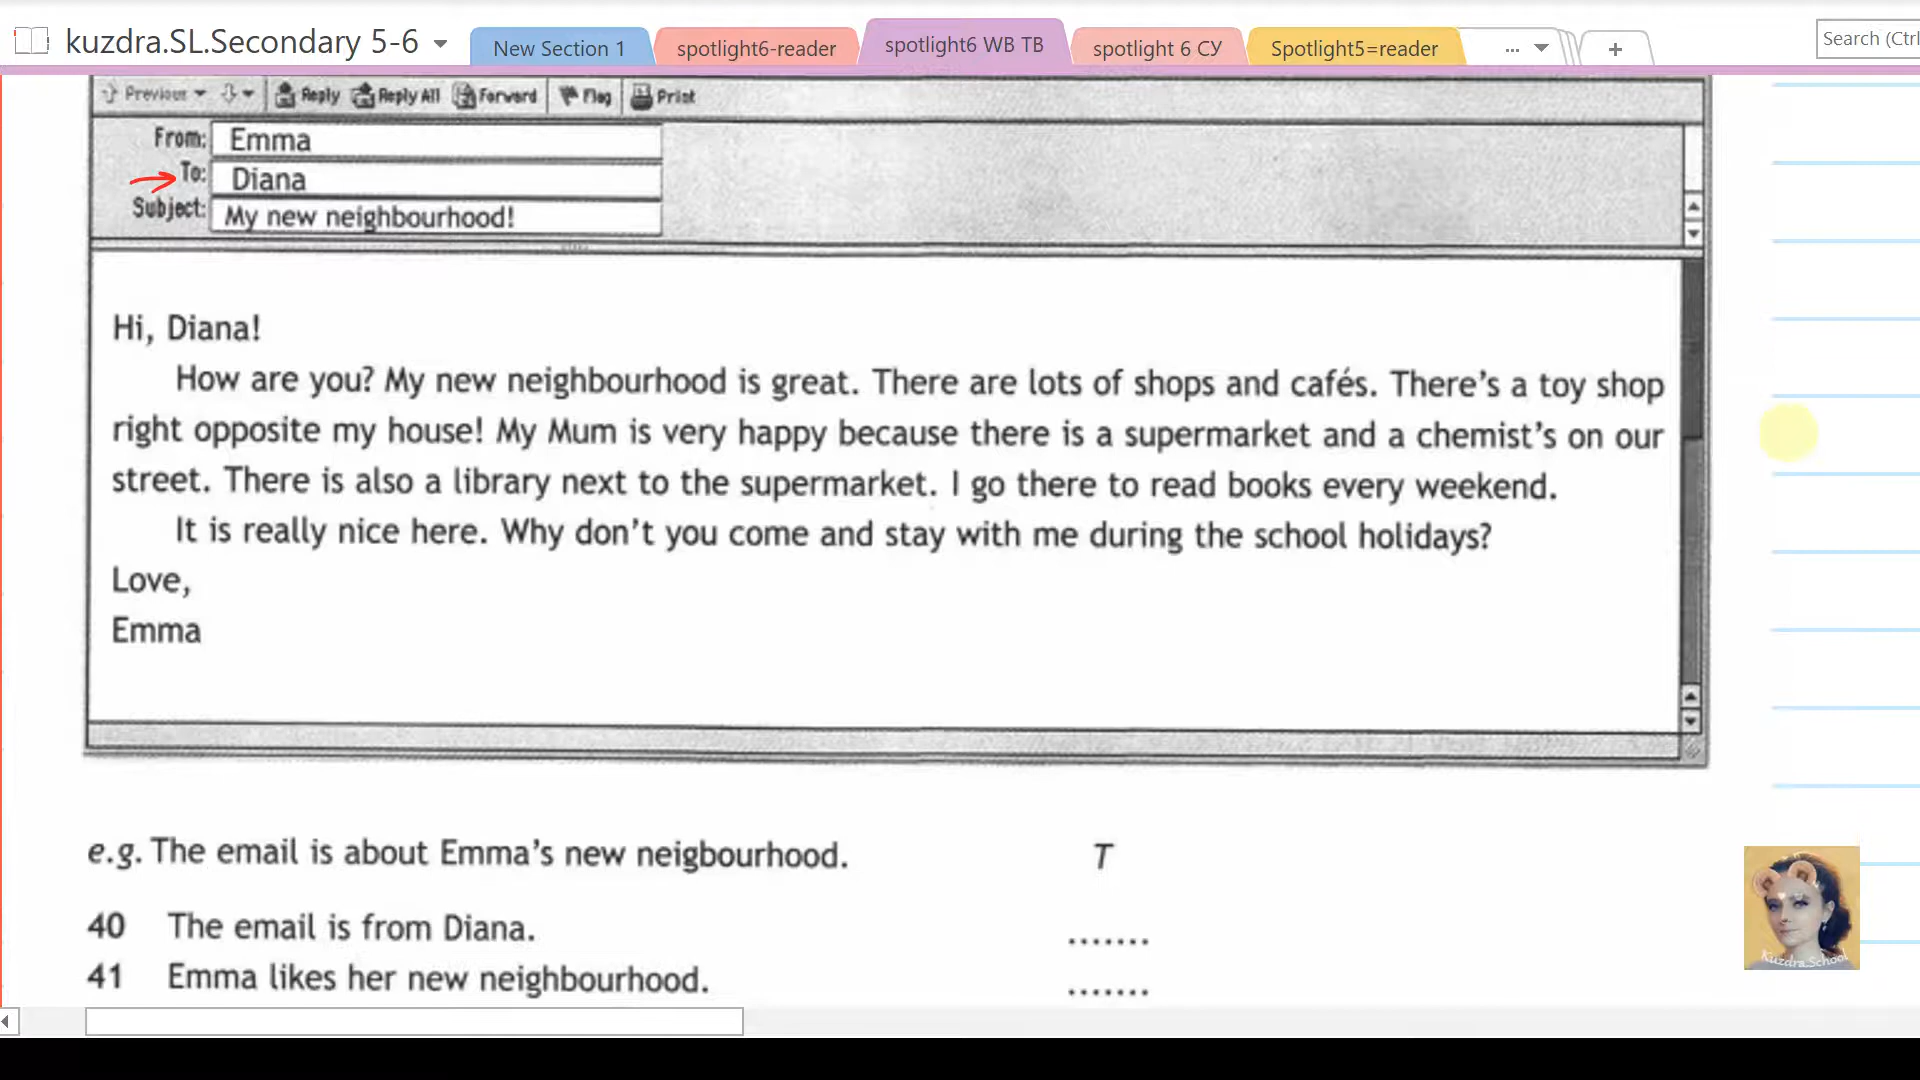 kuzdra.SL.Secondary 5-6
New Section 1
spotlight6-reader
spotlight6 WB TB
spotlight 6 СУ
Spotlight5=reader
...
+
Search (Ctrl
Previous
Reply
Reply All
Forward
Flag
Print
From: Emma
To: Diana
Subject: My new neighbourhood!
Hi, Diana!
How are you? My new neighbourhood is great. There are lots of shops and cafés. There's a toy shop
right opposite my house! My Mum is very happy because there is a supermarket and a chemist's on our
street. There is also a library next to the supermarket. I go there to read books every weekend.
It is really nice here. Why don't you come and stay with me during the school holidays?
Love,
Emma
e.g. The email is about Emma's new neigbourhood. T
40 The email is from Diana. .......
41 Emma likes her new neighbourhood. .......
Kuzdra.School